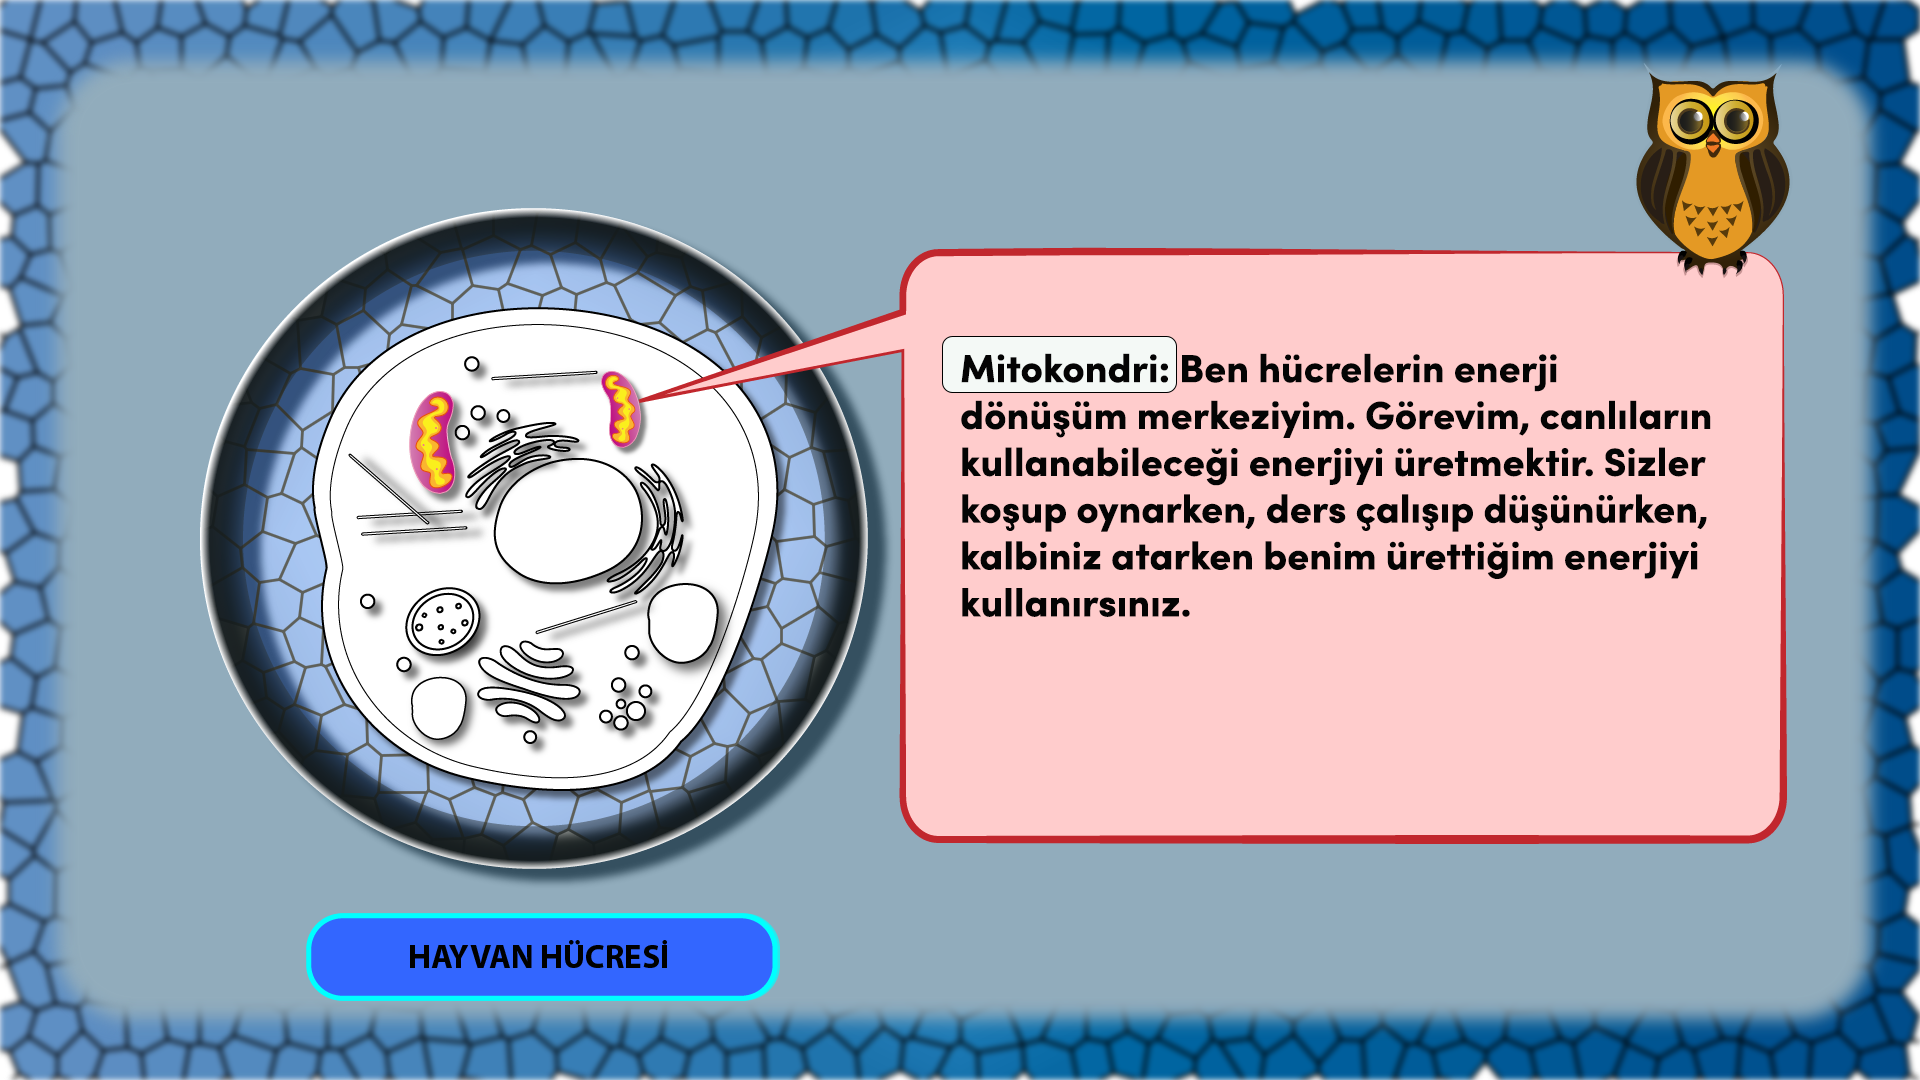 Mitokondri: Ben hücrelerin enerji
dönüşüm merkeziyim. Görevim, canlıların
kullanabileceği enerjiyi üretmektir. Sizler
koşup oynarken, ders çalışıp düşünürken,
kalbiniz atarken benim ürettiğim enerjiyi
kullanırsınız.
HAYVAN HÜCRESİ